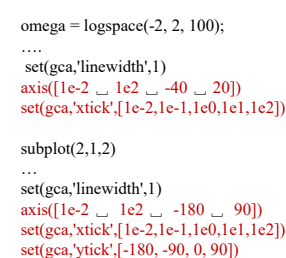 omega = logspace(-2, 2, 100);
….
set(gca,'linewidth',1)
axis([1e-2 ␣ 1e2 ␣ -40 ␣ 20])
set(gca,'xtick',[1e-2,1e-1,1e0,1e1,1e2])
subplot(2,1,2)
…
set(gca,'linewidth',1)
axis([1e-2 ␣ 1e2 ␣ -180 ␣ 90])
set(gca,'xtick',[1e-2,1e-1,1e0,1e1,1e2])
set(gca,'ytick',[-180, -90, 0, 90])